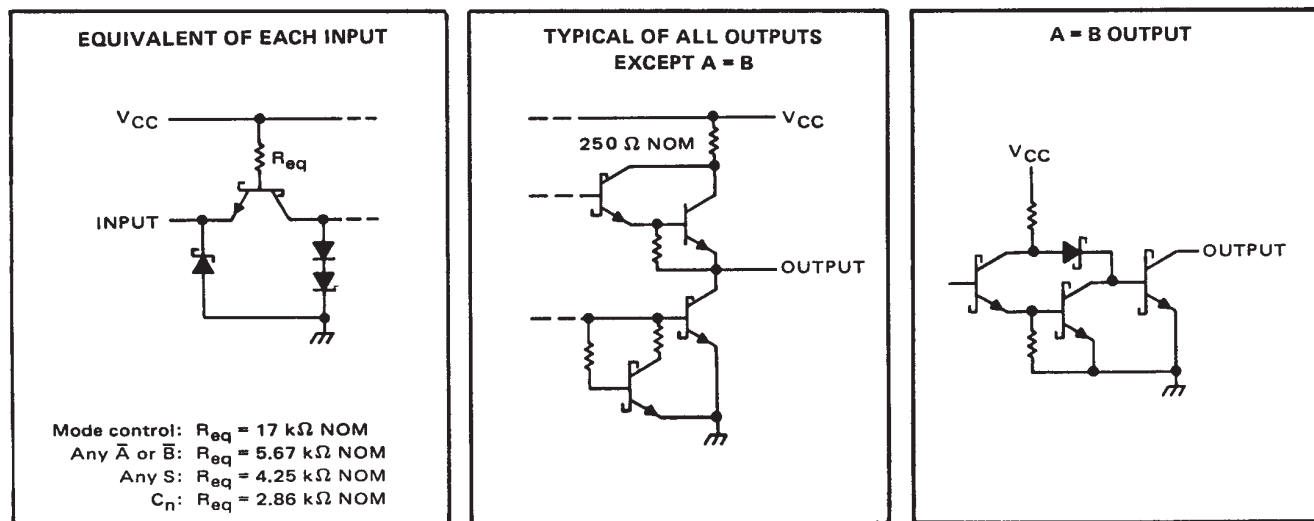 EQUIVALENT OF EACH INPUT
VCC
Req
INPUT
Mode control: Req = 17 kΩ NOM
Any A̅ or B̅: Req = 5.67 kΩ NOM
Any S: Req = 4.25 kΩ NOM
Cn: Req = 2.86 kΩ NOM
TYPICAL OF ALL OUTPUTS
EXCEPT A = B
VCC
250 Ω NOM
OUTPUT
A = B OUTPUT
VCC
OUTPUT